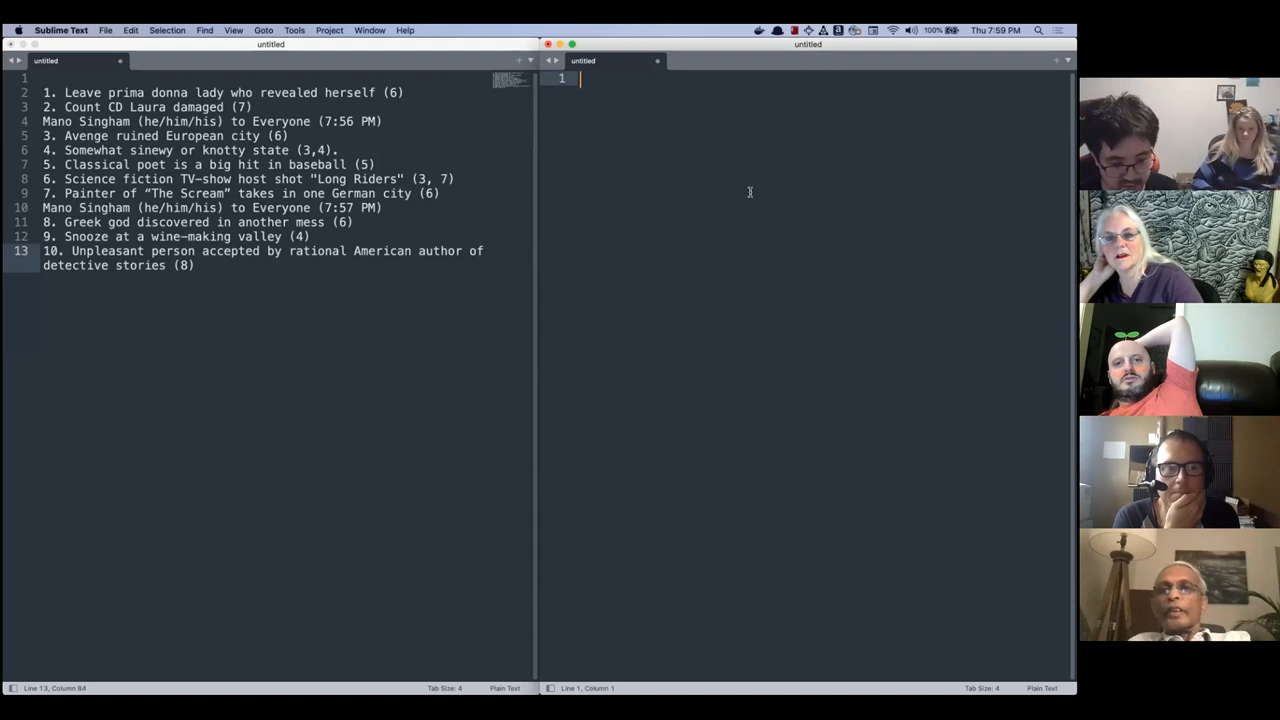 Sublime Text File Edit Selection Find View Goto Tools Project Window Help 100% Thu 7:59 PM
untitled
untitled
untitled
untitled
1
2 1. Leave prima donna lady who revealed herself (6)
3 2. Count CD Laura damaged (7)
4 Mano Singham (he/him/his) to Everyone (7:56 PM)
5 3. Avenge ruined European city (6)
6 4. Somewhat sinewy or knotty state (3,4).
7 5. Classical poet is a big hit in baseball (5)
8 6. Science fiction TV-show host shot "Long Riders" (3, 7)
9 7. Painter of “The Scream” takes in one German city (6)
10 Mano Singham (he/him/his) to Everyone (7:57 PM)
11 8. Greek god discovered in another mess (6)
12 9. Snooze at a wine-making valley (4)
13 10. Unpleasant person accepted by rational American author of
detective stories (8)
1
Line 13, Column 84 Tab Size: 4 Plain Text
Line 1, Column 1 Tab Size: 4 Plain Text